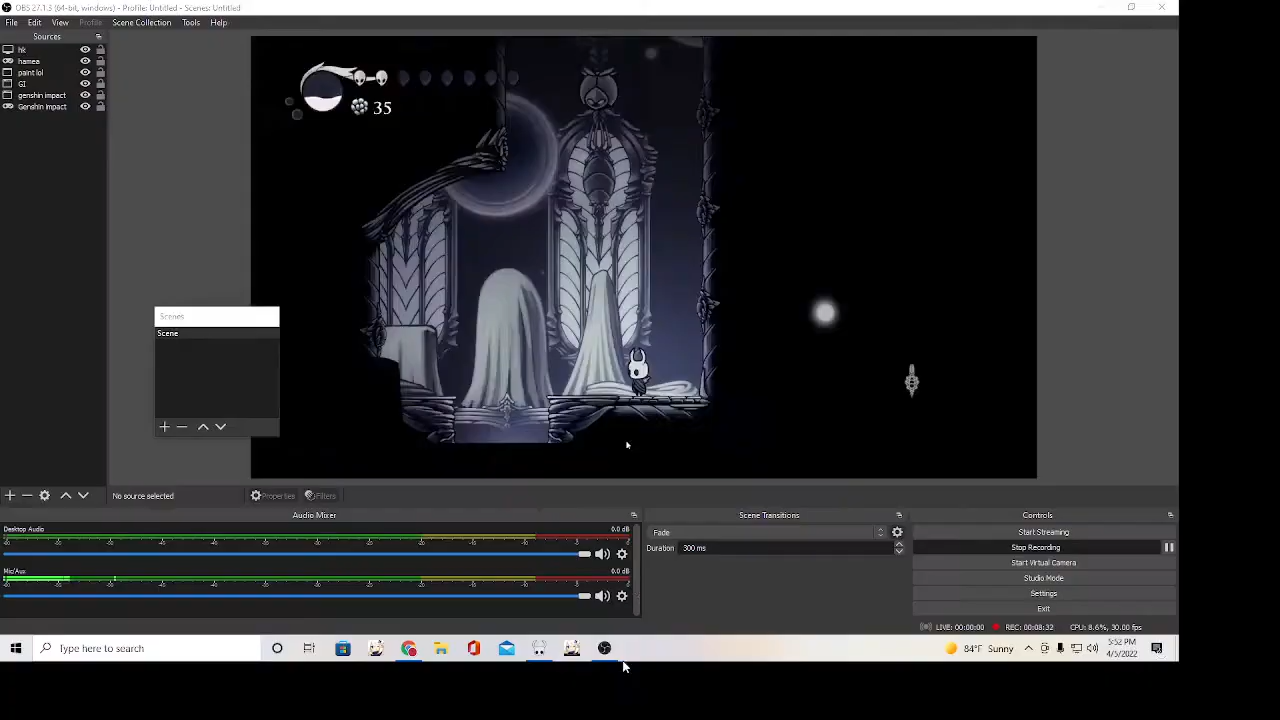 OBS 27.1.3 (64-bit, windows) - Profile: Untitled - Scenes: Untitled
File Edit View Profile Scene Collection Tools Help
Sources
hk
hamea
paint lol
GI
genshin impact
Genshin Impact
35
Scenes
Scene
No source selected
Properties
Filters
Audio Mixer
Desktop Audio
0.0 dB
Mic/Aux
0.0 dB
Scene Transitions
Fade
Duration
300 ms
Controls
Start Streaming
Stop Recording
Start Virtual Camera
Studio Mode
Settings
Exit
LIVE: 00:00:00
REC: 00:08:32
CPU: 8.6%, 30.00 fps
Type here to search
84°F Sunny
5:52 PM
4/5/2022